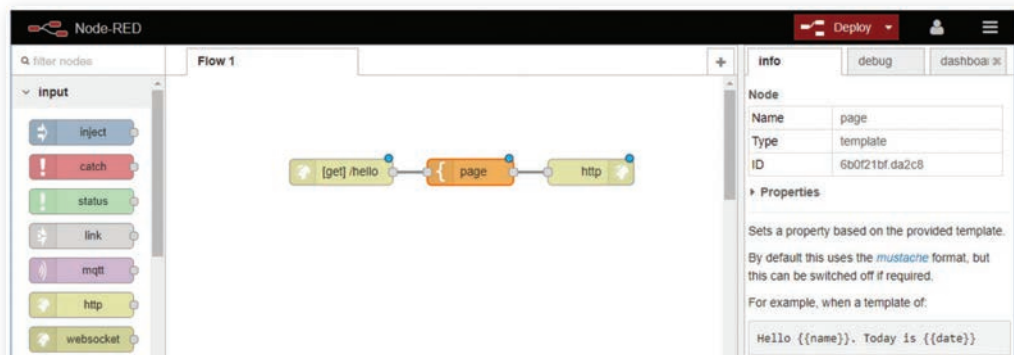 Node-RED
Deploy
filter nodes
Flow 1
+
info
debug
dashboar
input
inject
catch
status
link
mqtt
http
websocket
[get] /hello
page
http
Node
Name page
Type template
ID 6b0f21bf.da2c8
Properties
Sets a property based on the provided template.
By default this uses the mustache format, but
this can be switched off if required.
For example, when a template of:
Hello {{name}}. Today is {{date}}